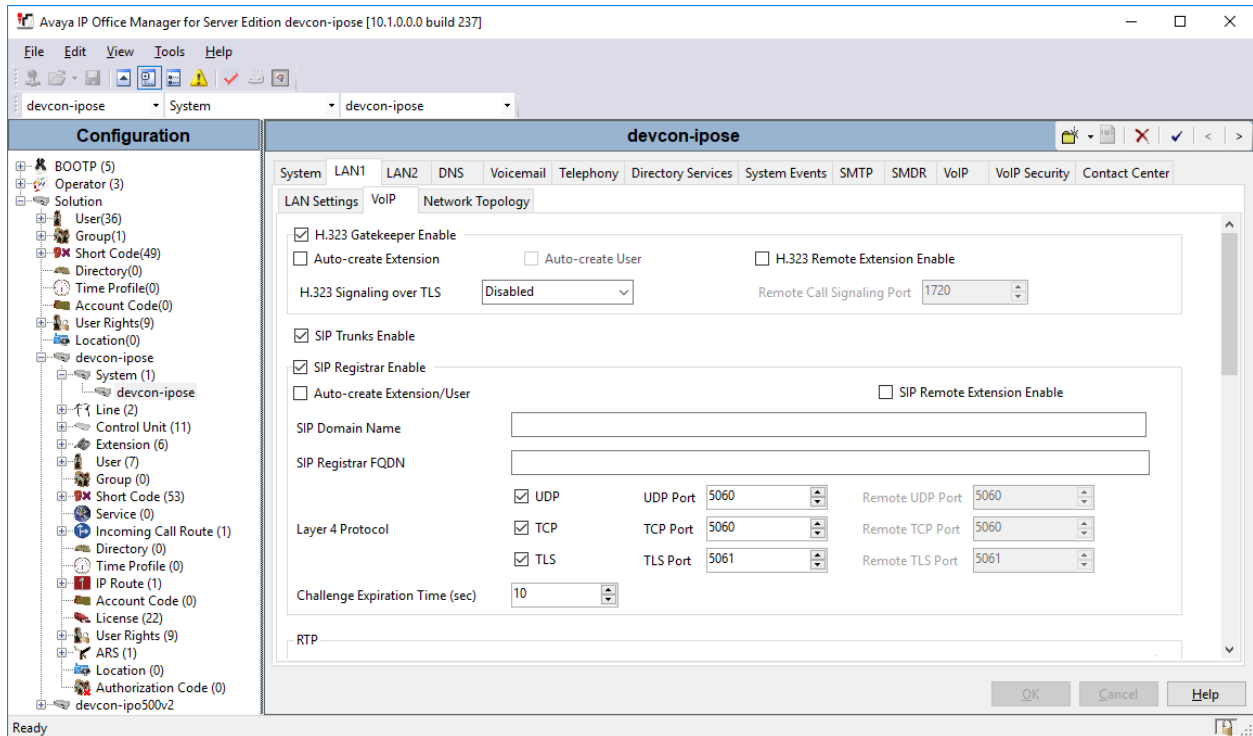 Avaya IP Office Manager for Server Edition devcon-ipose [10.1.0.0.0 build 237]
File Edit View Tools Help
devcon-ipose System devcon-ipose
Configuration
BOOTP (5)
Operator (3)
Solution
User(36)
Group(1)
Short Code(49)
Directory(0)
Time Profile(0)
Account Code(0)
User Rights(9)
Location(0)
devcon-ipose
System (1)
devcon-ipose
Line (2)
Control Unit (11)
Extension (6)
User (7)
Group (0)
Short Code (53)
Service (0)
Incoming Call Route (1)
Directory (0)
Time Profile (0)
IP Route (1)
Account Code (0)
License (22)
User Rights (9)
ARS (1)
Location (0)
Authorization Code (0)
devcon-ipo500v2
devcon-ipose
System LAN1 LAN2 DNS Voicemail Telephony Directory Services System Events SMTP SMDR VoIP VoIP Security Contact Center
LAN Settings VoIP Network Topology
H.323 Gatekeeper Enable
Auto-create Extension Auto-create User H.323 Remote Extension Enable
H.323 Signaling over TLS Disabled Remote Call Signaling Port 1720
SIP Trunks Enable
SIP Registrar Enable
Auto-create Extension/User SIP Remote Extension Enable
SIP Domain Name
SIP Registrar FQDN
UDP UDP Port 5060 Remote UDP Port 5060
Layer 4 Protocol TCP TCP Port 5060 Remote TCP Port 5060
TLS TLS Port 5061 Remote TLS Port 5061
Challenge Expiration Time (sec) 10
RTP
OK Cancel Help
Ready